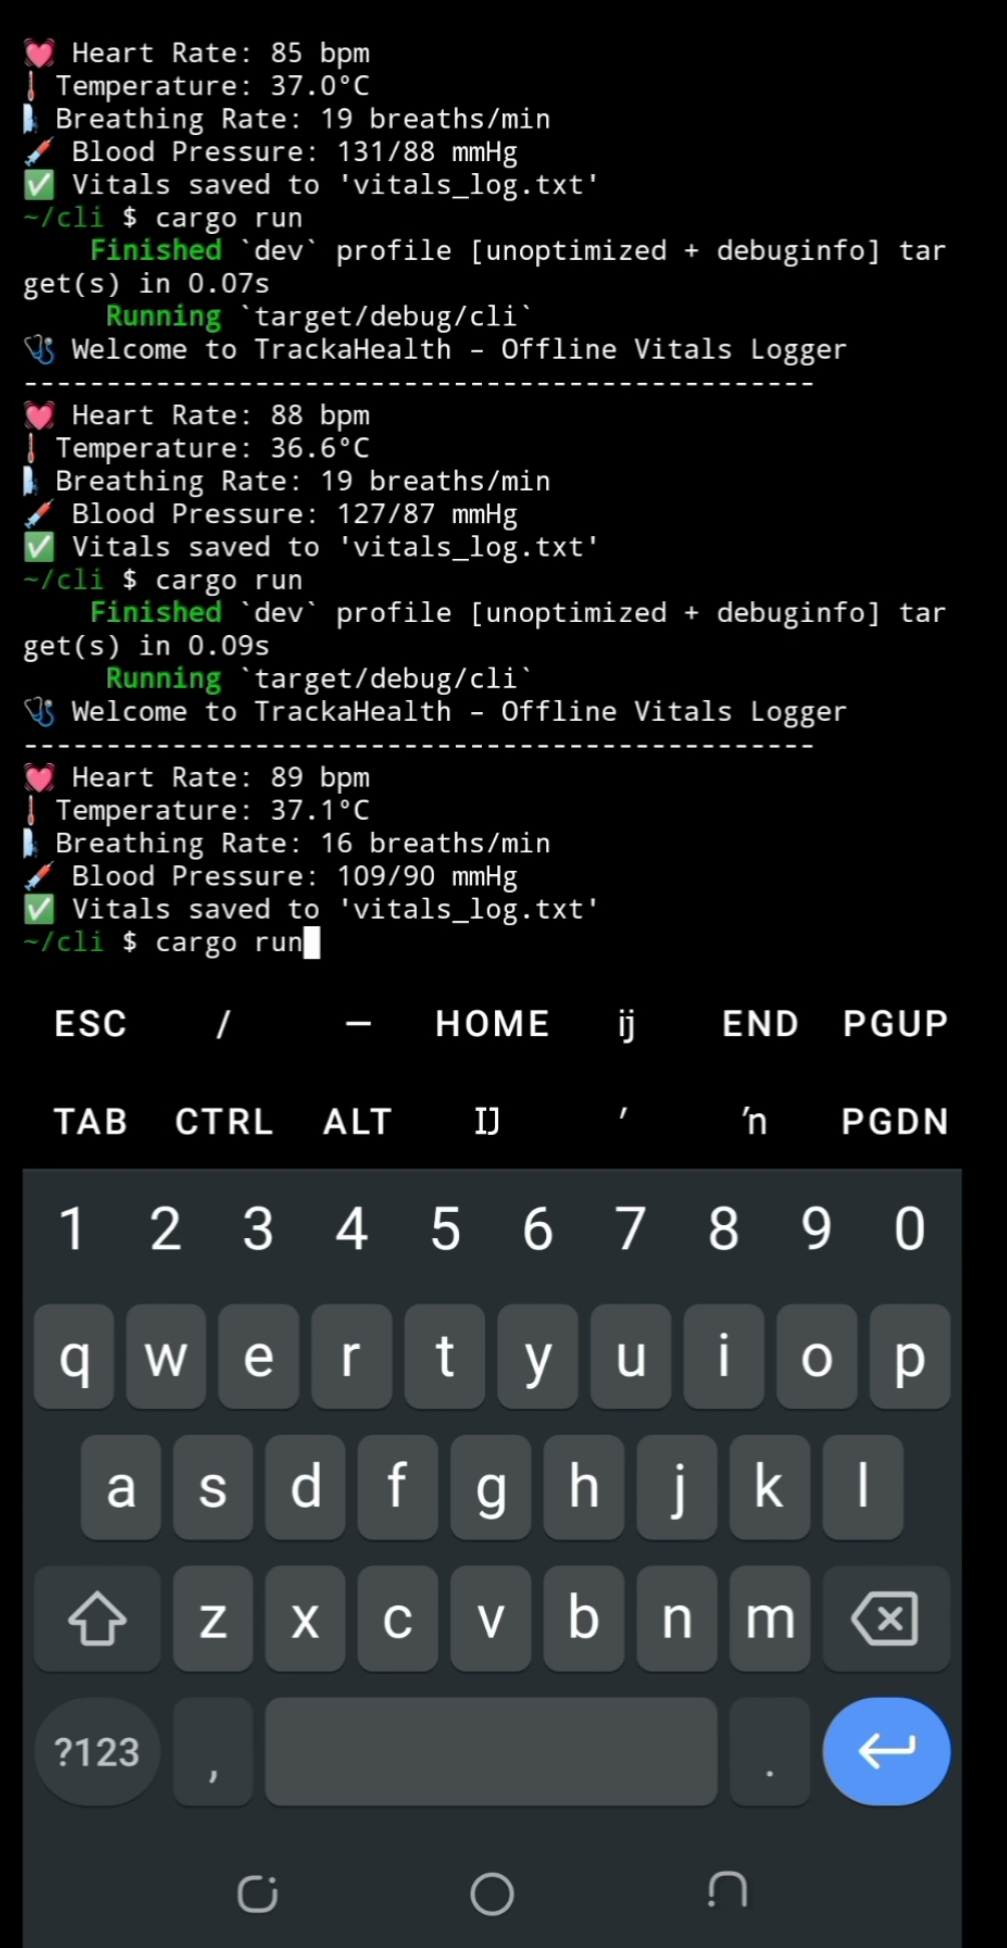 💓 Heart Rate: 85 bpm
🌡 Temperature: 37.0°C
🌬 Breathing Rate: 19 breaths/min
💉 Blood Pressure: 131/88 mmHg
✅ Vitals saved to 'vitals_log.txt'
~/cli $ cargo run
Finished `dev` profile [unoptimized + debuginfo] tar
get(s) in 0.07s
Running `target/debug/cli`
🩺 Welcome to TrackaHealth – Offline Vitals Logger
------------------------------------------------
💓 Heart Rate: 88 bpm
🌡 Temperature: 36.6°C
🌬 Breathing Rate: 19 breaths/min
💉 Blood Pressure: 127/87 mmHg
✅ Vitals saved to 'vitals_log.txt'
~/cli $ cargo run
Finished `dev` profile [unoptimized + debuginfo] tar
get(s) in 0.09s
Running `target/debug/cli`
🩺 Welcome to TrackaHealth – Offline Vitals Logger
------------------------------------------------
💓 Heart Rate: 89 bpm
🌡 Temperature: 37.1°C
🌬 Breathing Rate: 16 breaths/min
💉 Blood Pressure: 109/90 mmHg
✅ Vitals saved to 'vitals_log.txt'
~/cli $ cargo run
ESC / — HOME ĳ END PGUP
TAB CTRL ALT Ĳ ʹ ŉ PGDN
1 2 3 4 5 6 7 8 9 0
q w e r t y u i o p
a s d f g h j k l
z x c v b n m
?123 , .